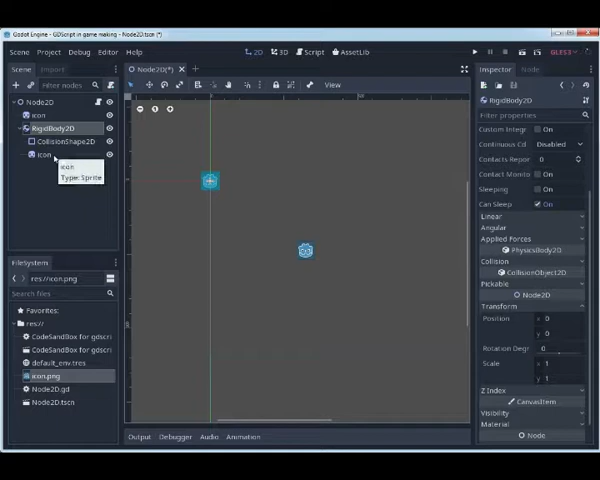 Godot Engine - GDScript in game making - Node2D.tscn (*)
Scene Project Debug Editor Help
2D 3D Script AssetLib
GLES3
Scene Import
Filter nodes
Node2D
icon
RigidBody2D
CollisionShape2D
icon
icon
Type: Sprite
FileSystem
res://icon.png
Search files
Favorites:
res://
CodeSandBox for gdscri
CodeSandBox for gdscri
default_env.tres
icon.png
Node2D.gd
Node2D.tscn
Node2D(*)
View
Output Debugger Audio Animation
Inspector Node
RigidBody2D
Filter properties
Custom Integr On
Continuous Cd Disabled
Contacts Repor 0
Contact Monito On
Sleeping On
Can Sleep On
Linear
Angular
Applied Forces
PhysicsBody2D
Collision
CollisionObject2D
Pickable
Node2D
Transform
Position x 0
y 0
Rotation Degr 0
Scale x 1
y 1
Z Index
CanvasItem
Visibility
Material
Node